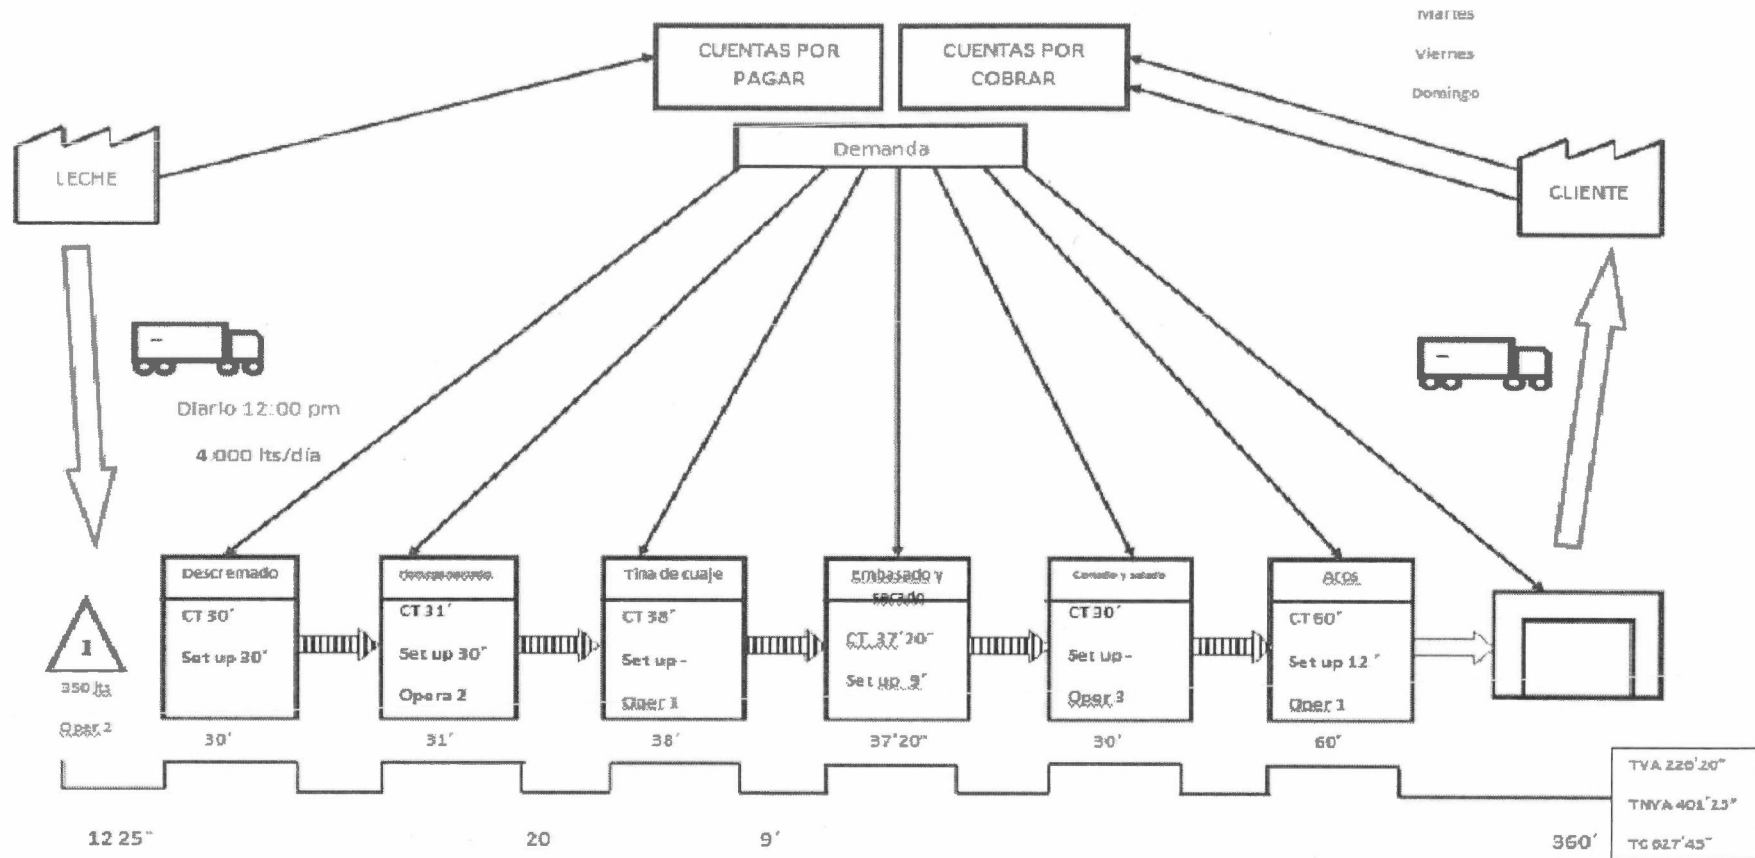 Martes
Viernes
Domingo
CUENTAS POR
PAGAR
CUENTAS POR
COBRAR
Demanda
LECHE
CLIENTE
Diario 12:00 pm
4.000 lts/día
1
350 lts
Oper 2
Descremado
CT 30´
Set up 30"
CT 31´
Set up 30"
Opera 2
Tina de cuaje
CT 38"
Set up -
Oper 1
Embasado y
secado
CT 37´20"
Set up 9"
CT 30´
Set up -
Oper 3
Acos
CT 60"
Set up 12 "
Oper 1
30´
31´
38´
37´20"
30´
60´
12 25"
20
9´
360´
TVA 226´20"
TNVA 401´25"
TC 627´45"